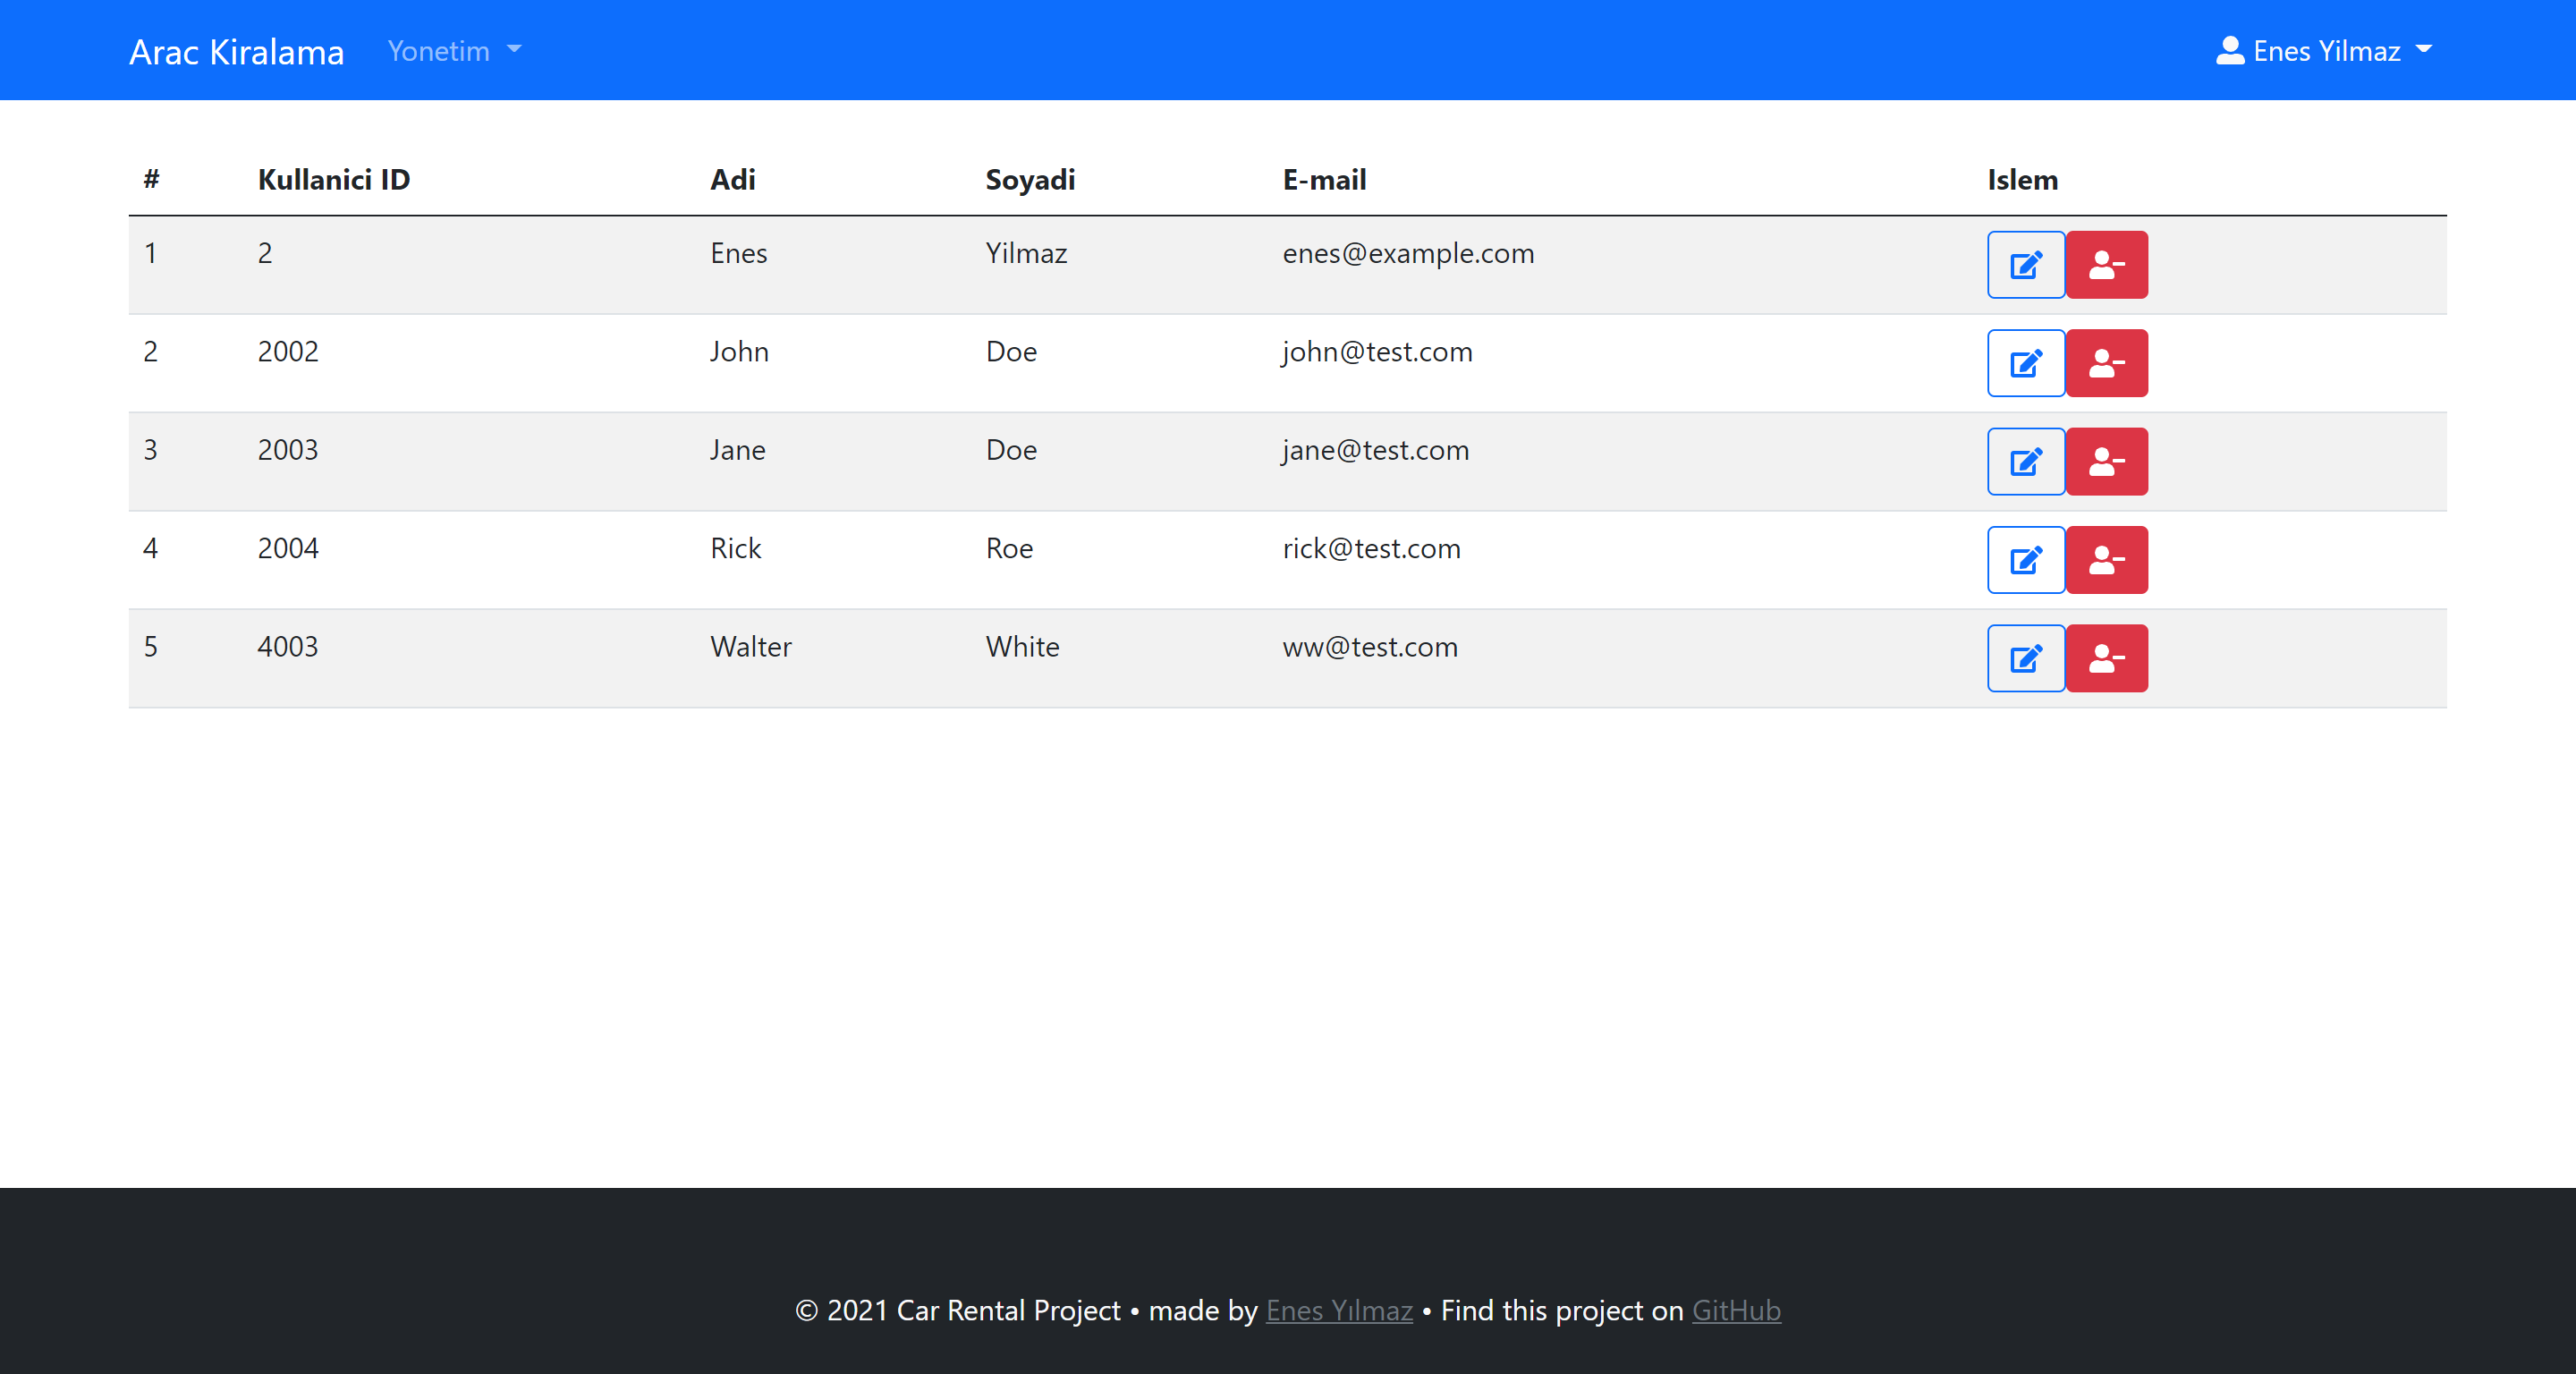 Arac Kiralama Yonetim Enes Yilmaz
# Kullanici ID Adi Soyadi E-mail Islem
1 2 Enes Yilmaz enes@example.com
2 2002 John Doe john@test.com
3 2003 Jane Doe jane@test.com
4 2004 Rick Roe rick@test.com
5 4003 Walter White ww@test.com
© 2021 Car Rental Project • made by Enes Yılmaz • Find this project on GitHub